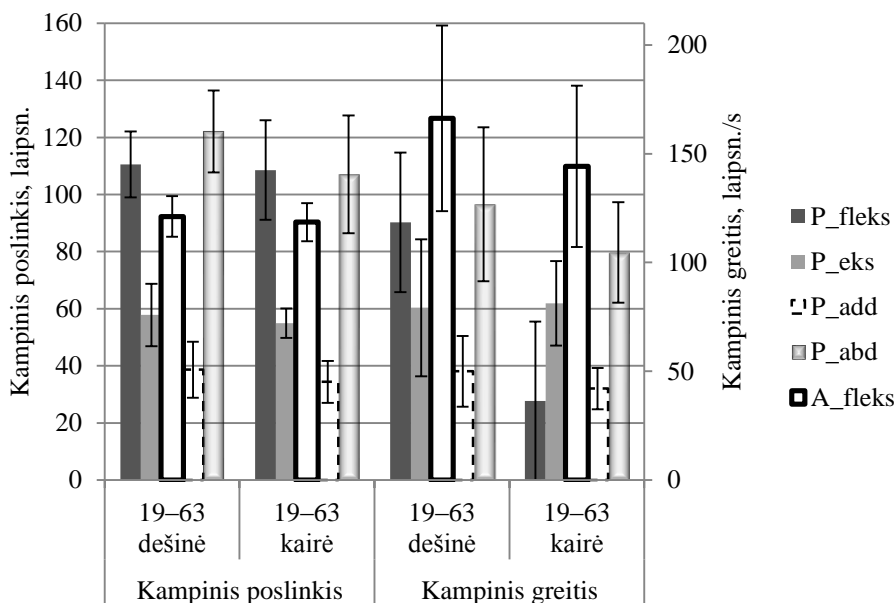 160
140
120
100
80
60
40
20
0
Kampinis poslinkis, laipsn.
200
150
100
50
0
Kampinis greitis, laipsn./s
P_fleks
P_eks
P_add
P_abd
A_fleks
19–63
dešinė
19–63
kairė
19–63
dešinė
19–63
kairė
Kampinis poslinkis
Kampinis greitis